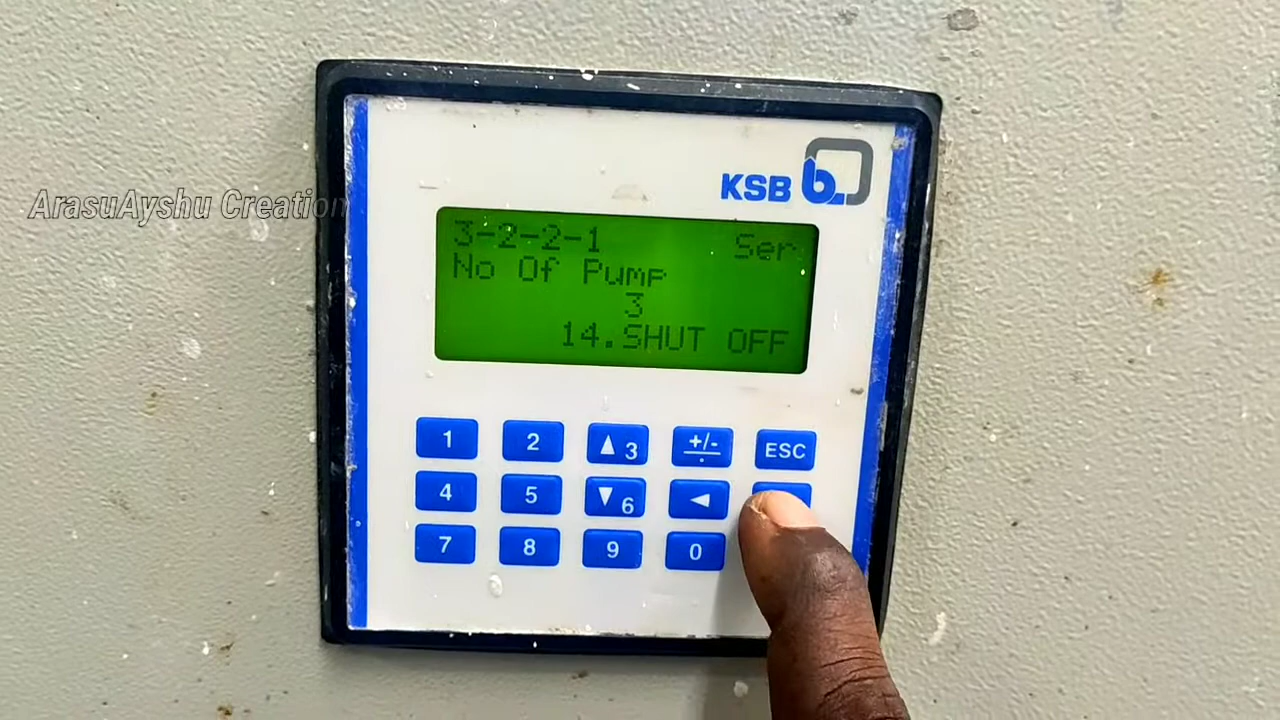 KSB b
ArasuAyshu Creation
3-2-2-1 Ser
No Of Pump
3
14.SHUT OFF
1 2 ▲ 3 +/- . ESC
4 5 ▼ 6 ◄
7 8 9 0